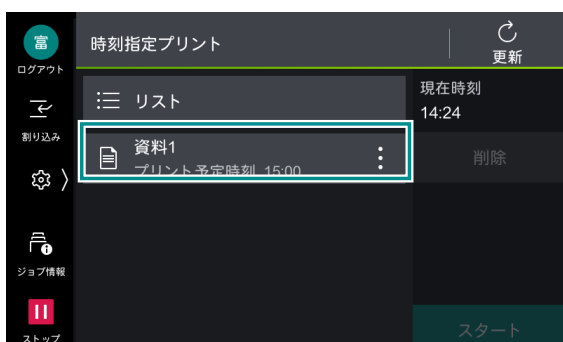 富
ログアウト
時刻指定プリント
更新
割り込み
リスト
現在時刻
14:24
資料1
プリント予定時刻 15:00
削除
ジョブ情報
ストップ
スタート